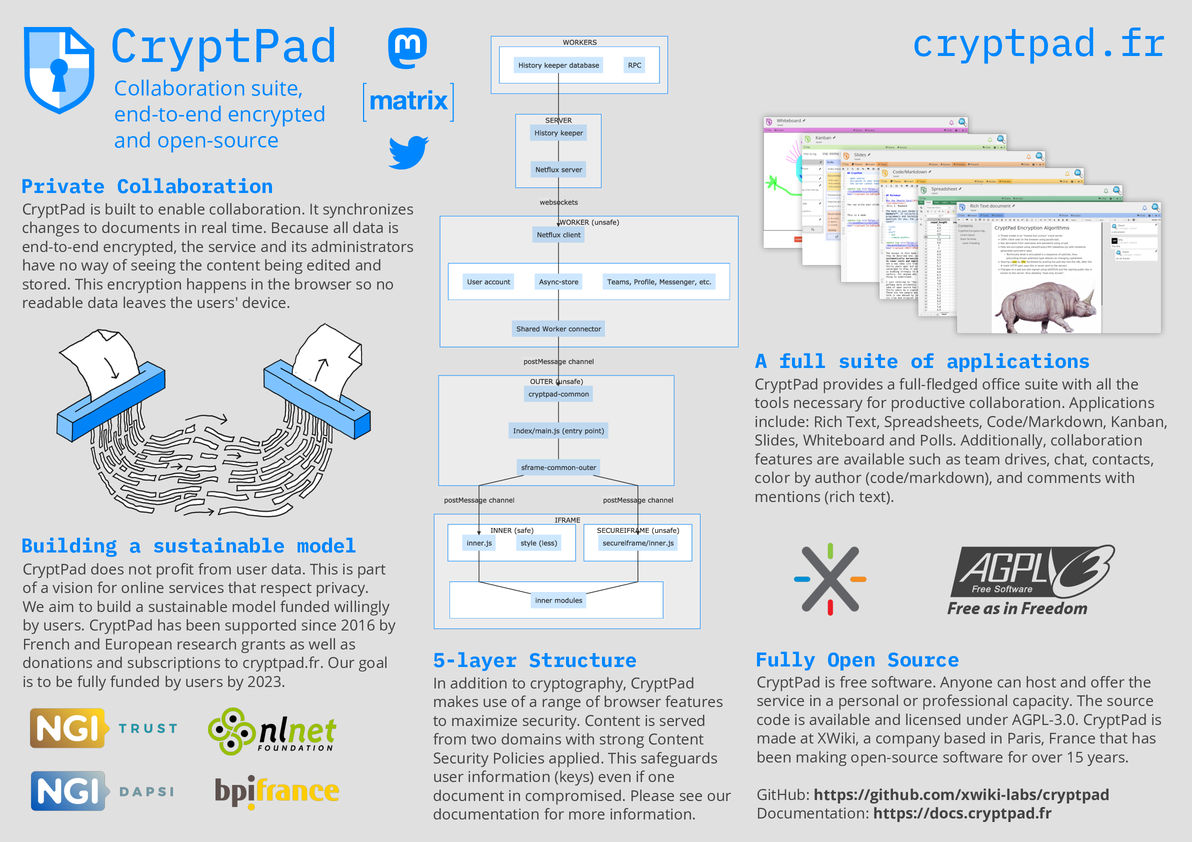 CryptPad
Collaboration suite,
end-to-end encrypted
and open-source
[matrix]
cryptpad.fr
Private Collaboration
CryptPad is built to enable collaboration. It synchronizes
changes to documents in real time. Because all data is
end-to-end encrypted, the service and its administrators
have no way of seeing the content being edited and
stored. This encryption happens in the browser so no
readable data leaves the users' device.
Building a sustainable model
CryptPad does not profit from user data. This is part
of a vision for online services that respect privacy.
We aim to build a sustainable model funded willingly
by users. CryptPad has been supported since 2016 by
French and European research grants as well as
donations and subscriptions to cryptpad.fr. Our goal
is to be fully funded by users by 2023.
NGI TRUST
nlnet
FOUNDATION
NGI DAPSI
bpifrance
WORKERS
History keeper database
RPC
SERVER
History keeper
Netflux server
websockets
WORKER (unsafe)
Netflux client
User account
Async-store
Teams, Profile, Messenger, etc.
Shared Worker connector
postMessage channel
OUTER (unsafe)
cryptpad-common
Index/main.js (entry point)
sframe-common-outer
postMessage channel
postMessage channel
IFRAME
INNER (safe)
SECUREIFRAME (unsafe)
inner.js
style (less)
secureiframe/inner.js
inner modules
5-layer Structure
In addition to cryptography, CryptPad
makes use of a range of browser features
to maximize security. Content is served
from two domains with strong Content
Security Policies applied. This safeguards
user information (keys) even if one
document in compromised. Please see our
documentation for more information.
Whiteboard
Kanban
Slides
Code/Markdown
Spreadsheet
Rich Text document
Contents
CryptPad Encryption Algorithms
A full suite of applications
CryptPad provides a full-fledged office suite with all the
tools necessary for productive collaboration. Applications
include: Rich Text, Spreadsheets, Code/Markdown, Kanban,
Slides, Whiteboard and Polls. Additionally, collaboration
features are available such as team drives, chat, contacts,
color by author (code/markdown), and comments with
mentions (rich text).
AGPL 3
Free Software
Free as in Freedom
Fully Open Source
CryptPad is free software. Anyone can host and offer the
service in a personal or professional capacity. The source
code is available and licensed under AGPL-3.0. CryptPad is
made at XWiki, a company based in Paris, France that has
been making open-source software for over 15 years.
GitHub: https://github.com/xwiki-labs/cryptpad
Documentation: https://docs.cryptpad.fr